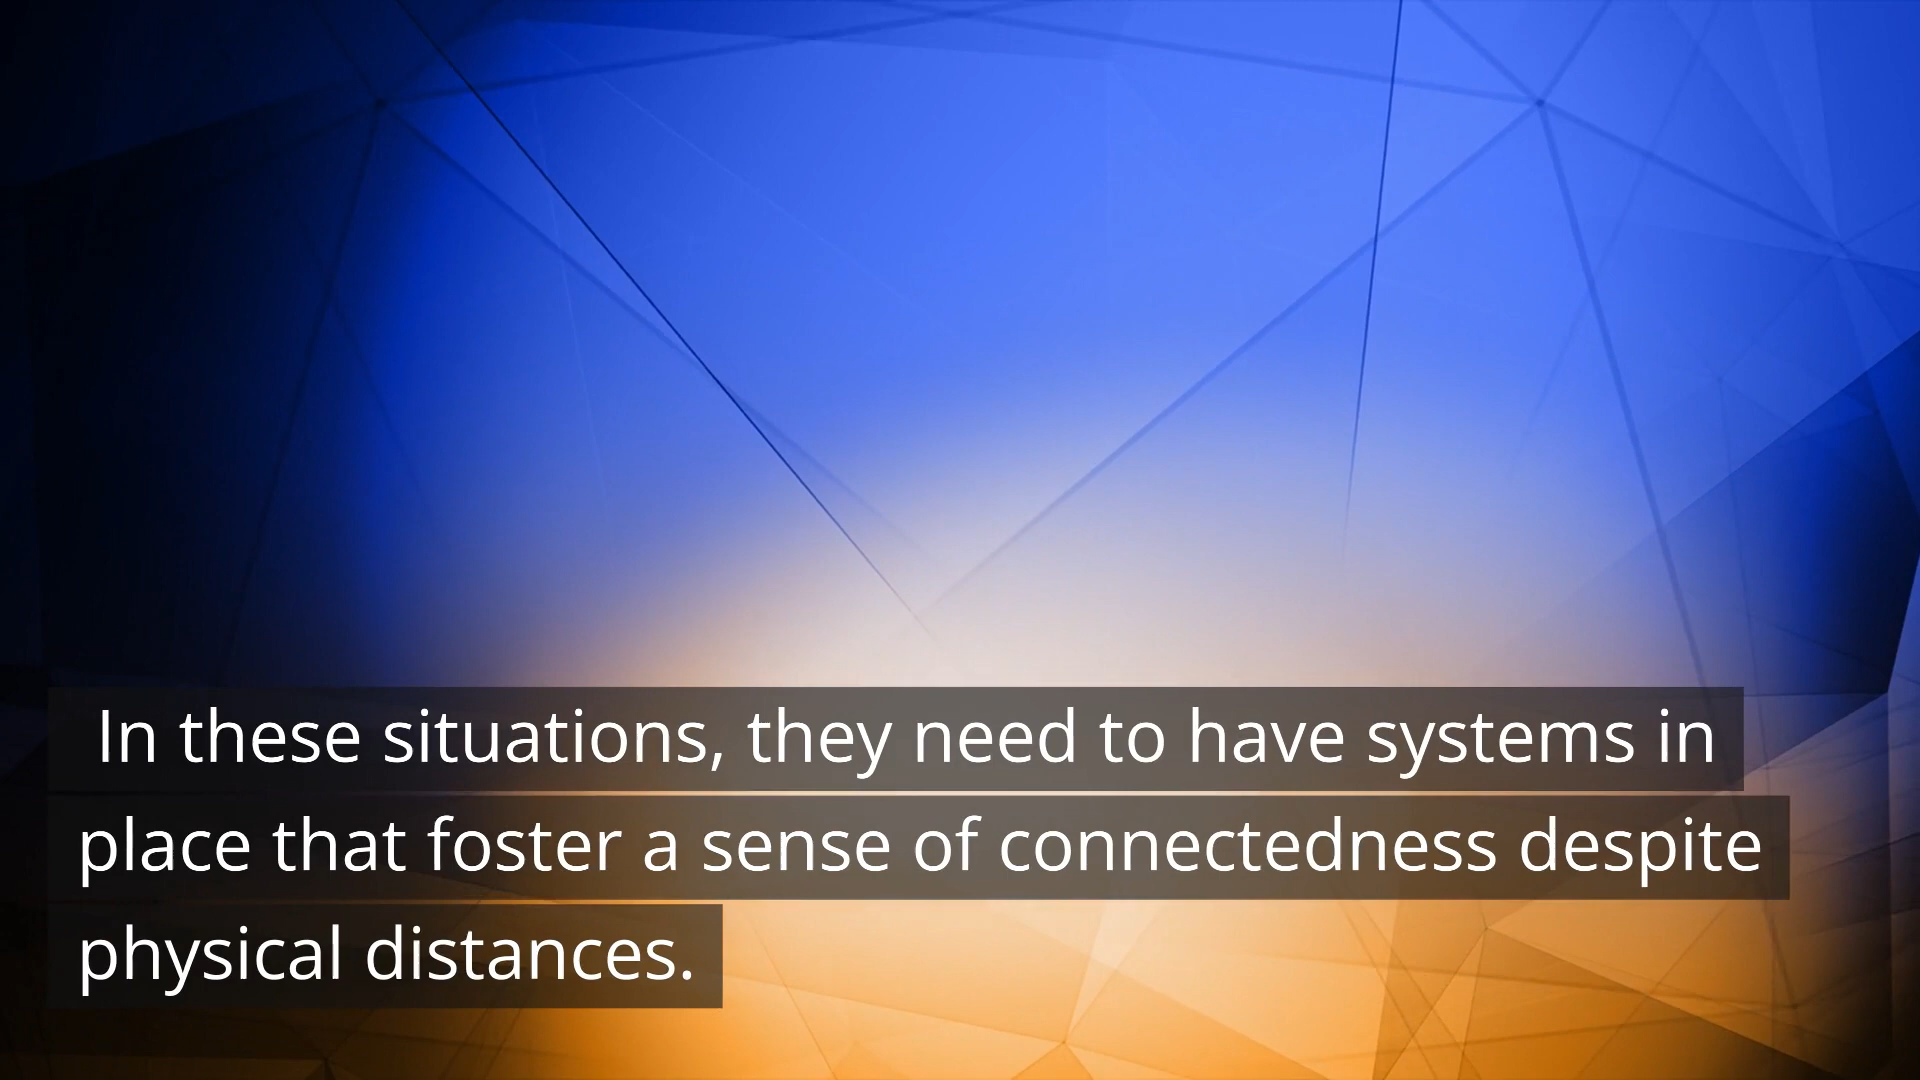 In these situations, they need to have systems in
place that foster a sense of connectedness despite
physical distances.